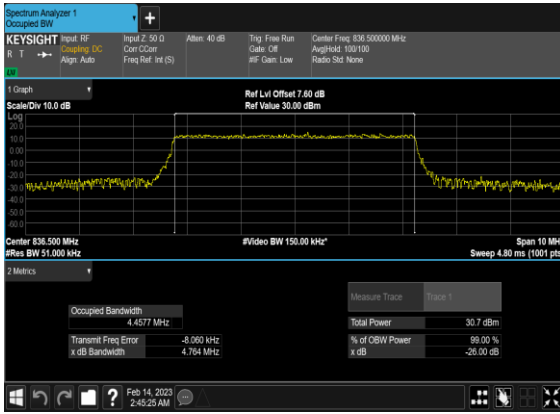 Spectrum Analyzer 1
Occupied BW
+
KEYSIGHT Input: RF Input Z: 50 Ω Atten: 40 dB Trig: Free Run Center Freq: 836.500000 MHz
R T Coupling: DC Corr CCorr Gate: Off Avg|Hold: 100/100
Align: Auto Freq Ref: Int (S) #IF Gain: Low Radio Std: None
1 Graph
Ref Lvl Offset 7.60 dB
Scale/Div 10.0 dB Ref Value 30.00 dBm
Log
20.0
10.0
0.00
-10.0
-20.0
-30.0
-40.0
-50.0
-60.0
Center 836.500 MHz #Video BW 150.00 kHz* Span 10 MH
#Res BW 51.000 kHz Sweep 4.80 ms (1001 pts
2 Metrics
Measure Trace Trace 1
Occupied Bandwidth
4.4577 MHz
Total Power 30.7 dBm
Transmit Freq Error -8.060 kHz % of OBW Power 99.00 %
x dB Bandwidth 4.764 MHz x dB -26.00 dB
?
Feb 14, 2023
2:45:25 AM